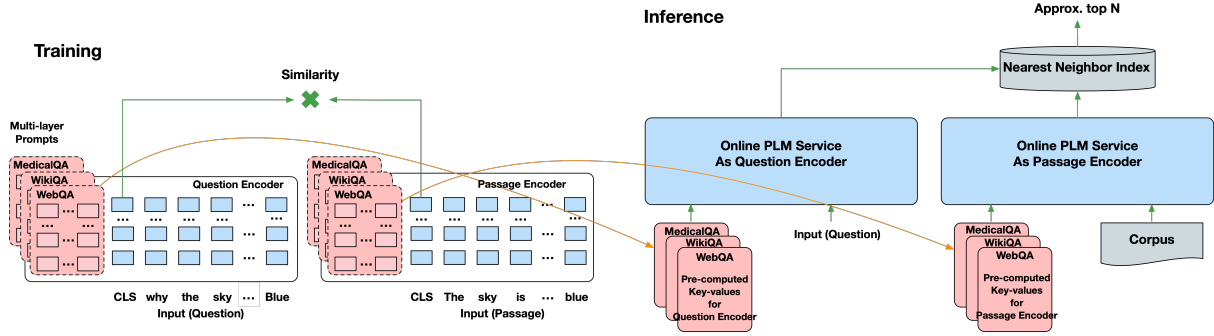 Training
Similarity
Multi-layer
Prompts
MedicalQA
WikiQA
WebQA
...
Question Encoder
...
CLS why the sky ... Blue
Input (Question)
MedicalQA
WikiQA
WebQA
...
Passage Encoder
...
CLS The sky is ... blue
Input (Passage)
Inference
Approx. top N
Nearest Neighbor Index
Online PLM Service
As Question Encoder
Online PLM Service
As Passage Encoder
MedicalQA
WikiQA
WebQA
Pre-computed
Key-values
for
Question Encoder
Input (Question)
MedicalQA
WikiQA
WebQA
Pre-computed
Key-values
for
Passage Encoder
Corpus